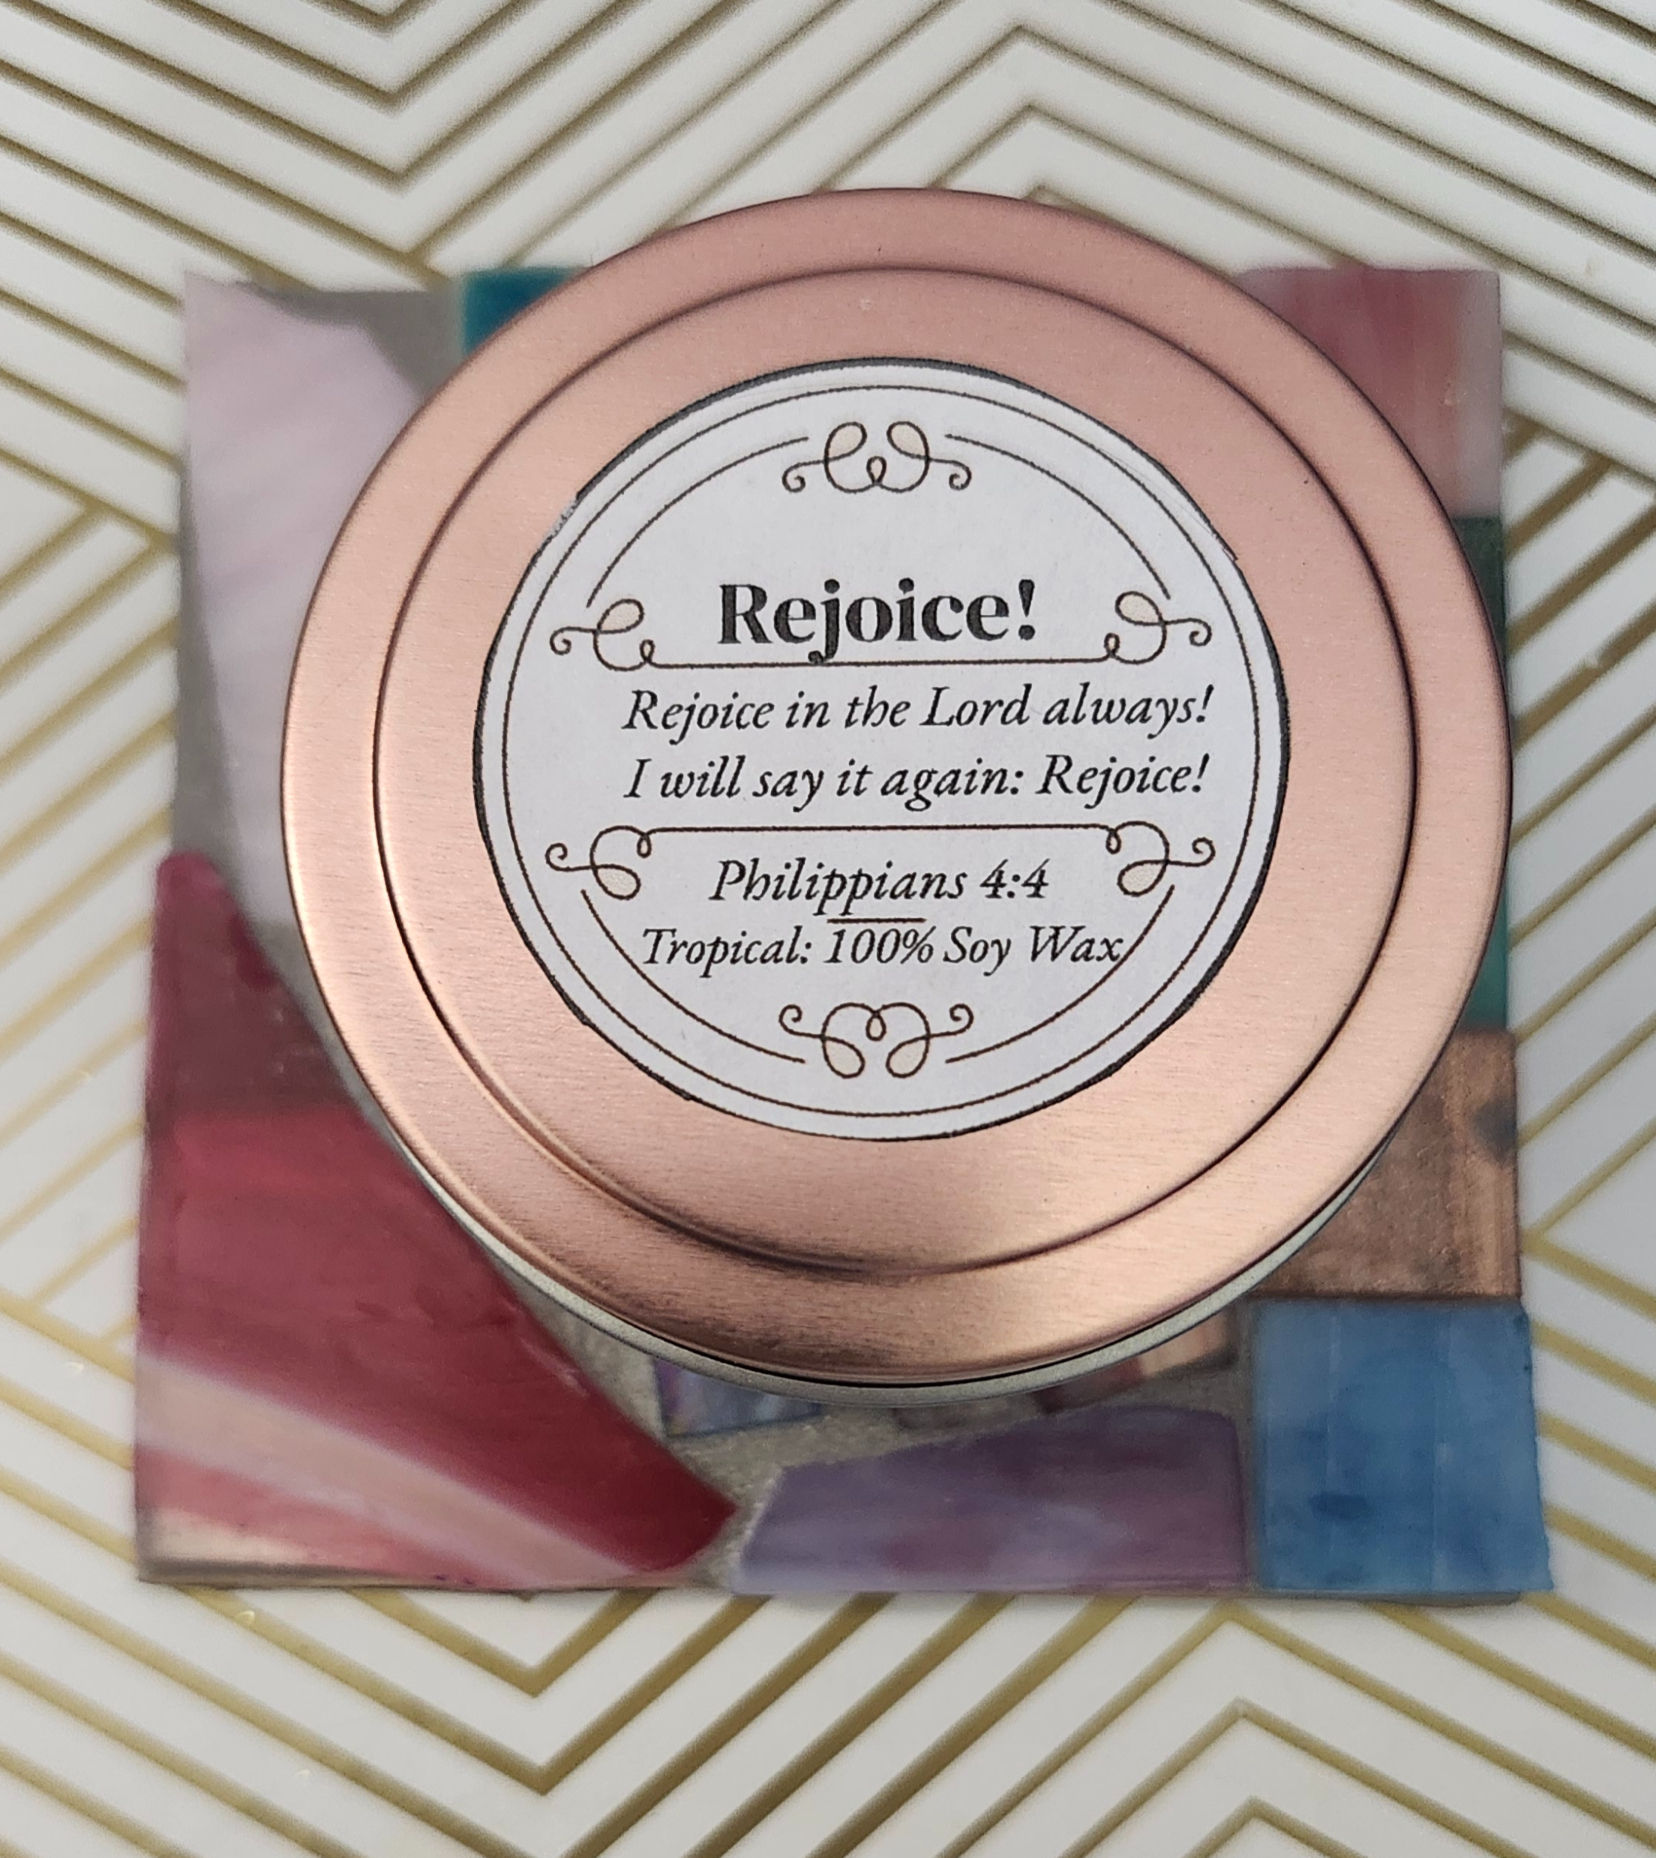 Rejoice!
Rejoice in the Lord always!
I will say it again: Rejoice!
Philippians 4:4
Tropical: 100% Soy Wax